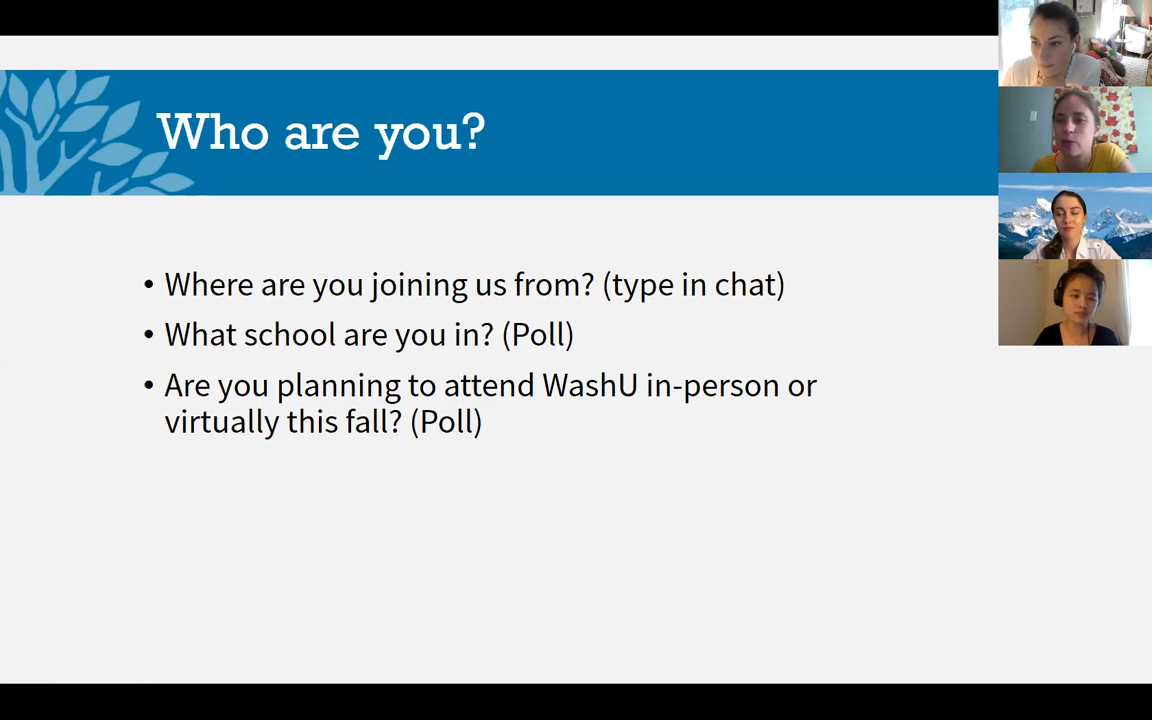 Who are you?
• Where are you joining us from? (type in chat)
• What school are you in? (Poll)
• Are you planning to attend WashU in-person or
virtually this fall? (Poll)